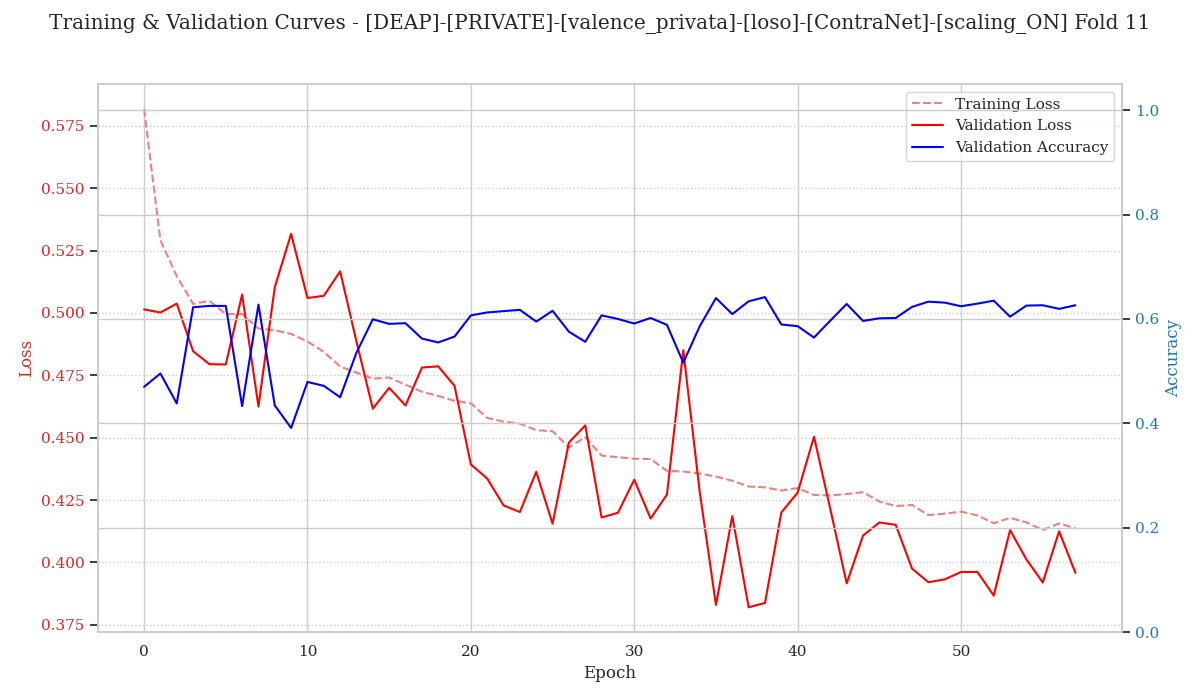 Training & Validation Curves - [DEAP]-[PRIVATE]-[valence_privata]-[loso]-[ContraNet]-[scaling_ON] Fold 11
Training Loss
Validation Loss
Validation Accuracy
0.575
0.550
0.525
0.500
0.475
0.450
0.425
0.400
0.375
Loss
1.0
0.8
0.6
0.4
0.2
0.0
Accuracy
0 10 20 30 40 50
Epoch